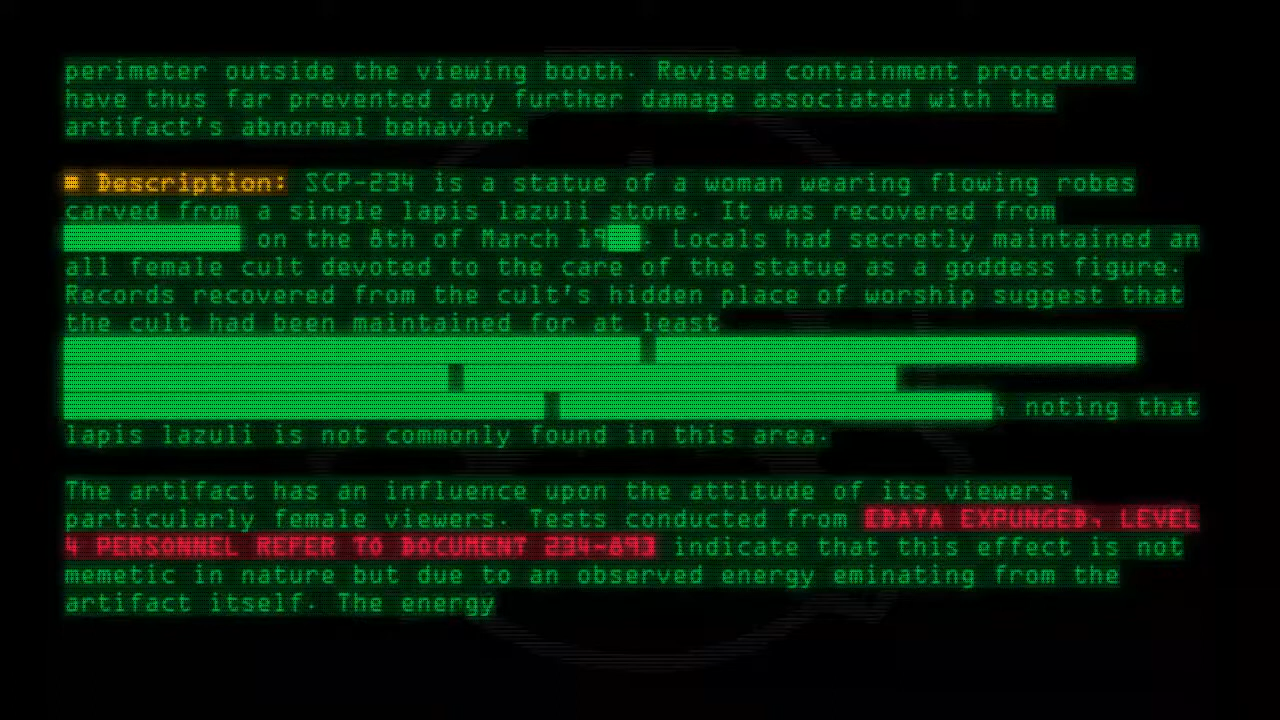 perimeter outside the viewing booth. Revised containment procedures
have thus far prevented any further damage associated with the
artifact's abnormal behavior.
■ Description: SCP-234 is a statue of a woman wearing flowing robes
carved from a single lapis lazuli stone. It was recovered from
███████████ on the 8th of March 19██. Locals had secretly maintained an
all female cult devoted to the care of the statue as a goddess figure.
Records recovered from the cult's hidden place of worship suggest that
the cult had been maintained for at least
, noting that
lapis lazuli is not commonly found in this area.
The artifact has an influence upon the attitude of its viewers,
particularly female viewers. Tests conducted from [DATA EXPUNGED, LEVEL
4 PERSONNEL REFER TO DOCUMENT 234-893 indicate that this effect is not
memetic in nature but due to an observed energy eminating from the
artifact itself. The energy